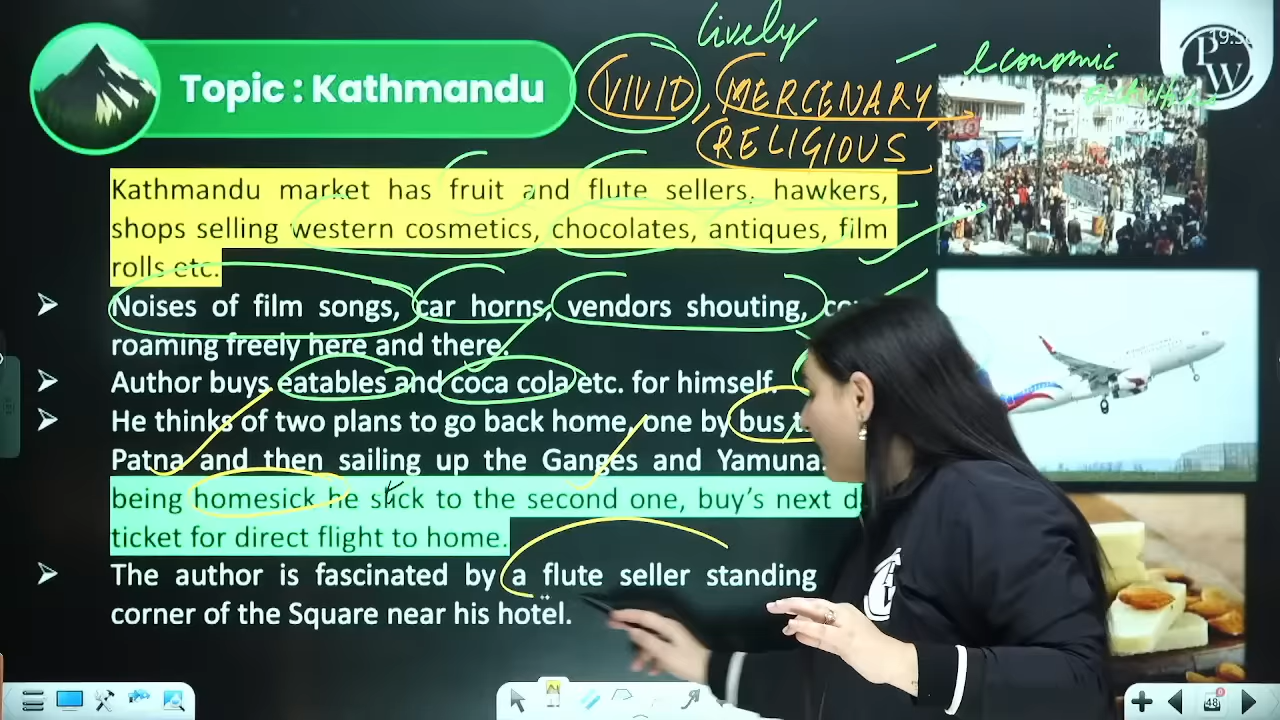 lively
economic
19:5
P
W
Topic : Kathmandu
VIVID, MERCENARY,
RELIGIOUS
Kathmandu market has fruit and flute sellers, hawkers,
shops selling western cosmetics, chocolates, antiques, film
rolls etc.
Noises of film songs, car horns, vendors shouting,
roaming freely here and there.
Author buys eatables and coca cola etc. for himself.
He thinks of two plans to go back home, one by bus
Patna and then sailing up the Ganges and Yamuna.
being homesick he stick to the second one, buy's next
ticket for direct flight to home.
The author is fascinated by a flute seller standing
corner of the Square near his hotel.
48